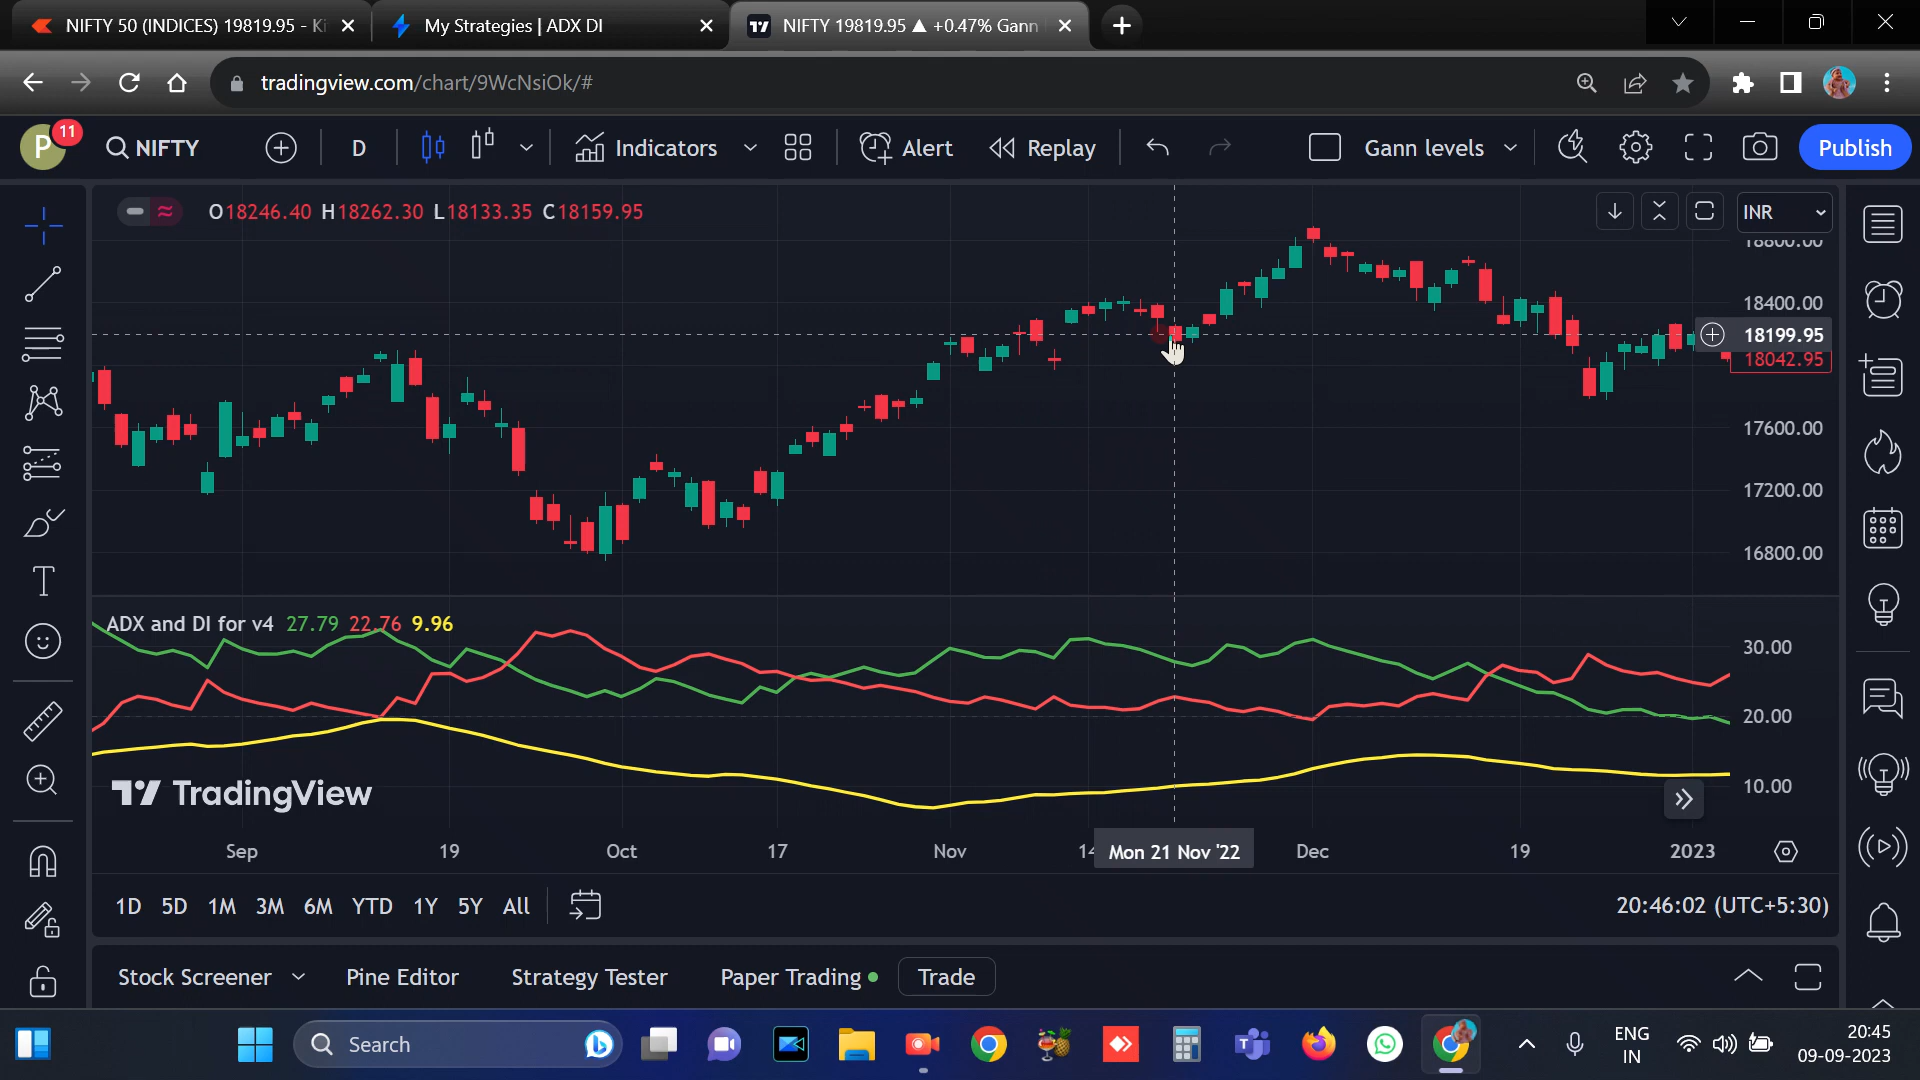 NIFTY 50 (INDICES) 19819.95 - Ki
My Strategies | ADX DI
NIFTY 19819.95 ▲ +0.47% Gann
tradingview.com/chart/9WcNsiOk/#
P 11
NIFTY
D
Indicators
Alert
Replay
Gann levels
Publish
O18246.40 H18262.30 L18133.35 C18159.95
INR
18800.00
18400.00
18199.95
18042.95
17600.00
17200.00
16800.00
ADX and DI for v4 27.79 22.76 9.96
30.00
20.00
10.00
TradingView
Sep 19 Oct 17 Nov 14 Mon 21 Nov '22 Dec 19 2023
1D 5D 1M 3M 6M YTD 1Y 5Y All
20:46:02 (UTC+5:30)
Stock Screener
Pine Editor
Strategy Tester
Paper Trading
Trade
Search
ENG
IN
20:45
09-09-2023